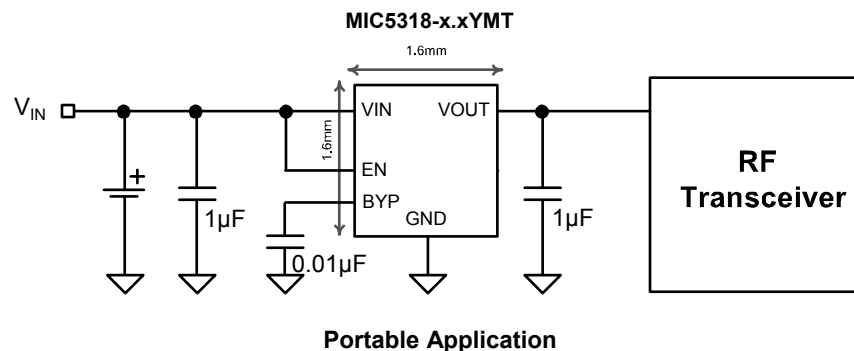 MIC5318-x.xYMT
1.6mm
1.6mm
VIN
VIN
VOUT
EN
BYP
GND
+
1µF
0.01µF
1µF
RF
Transceiver
Portable Application